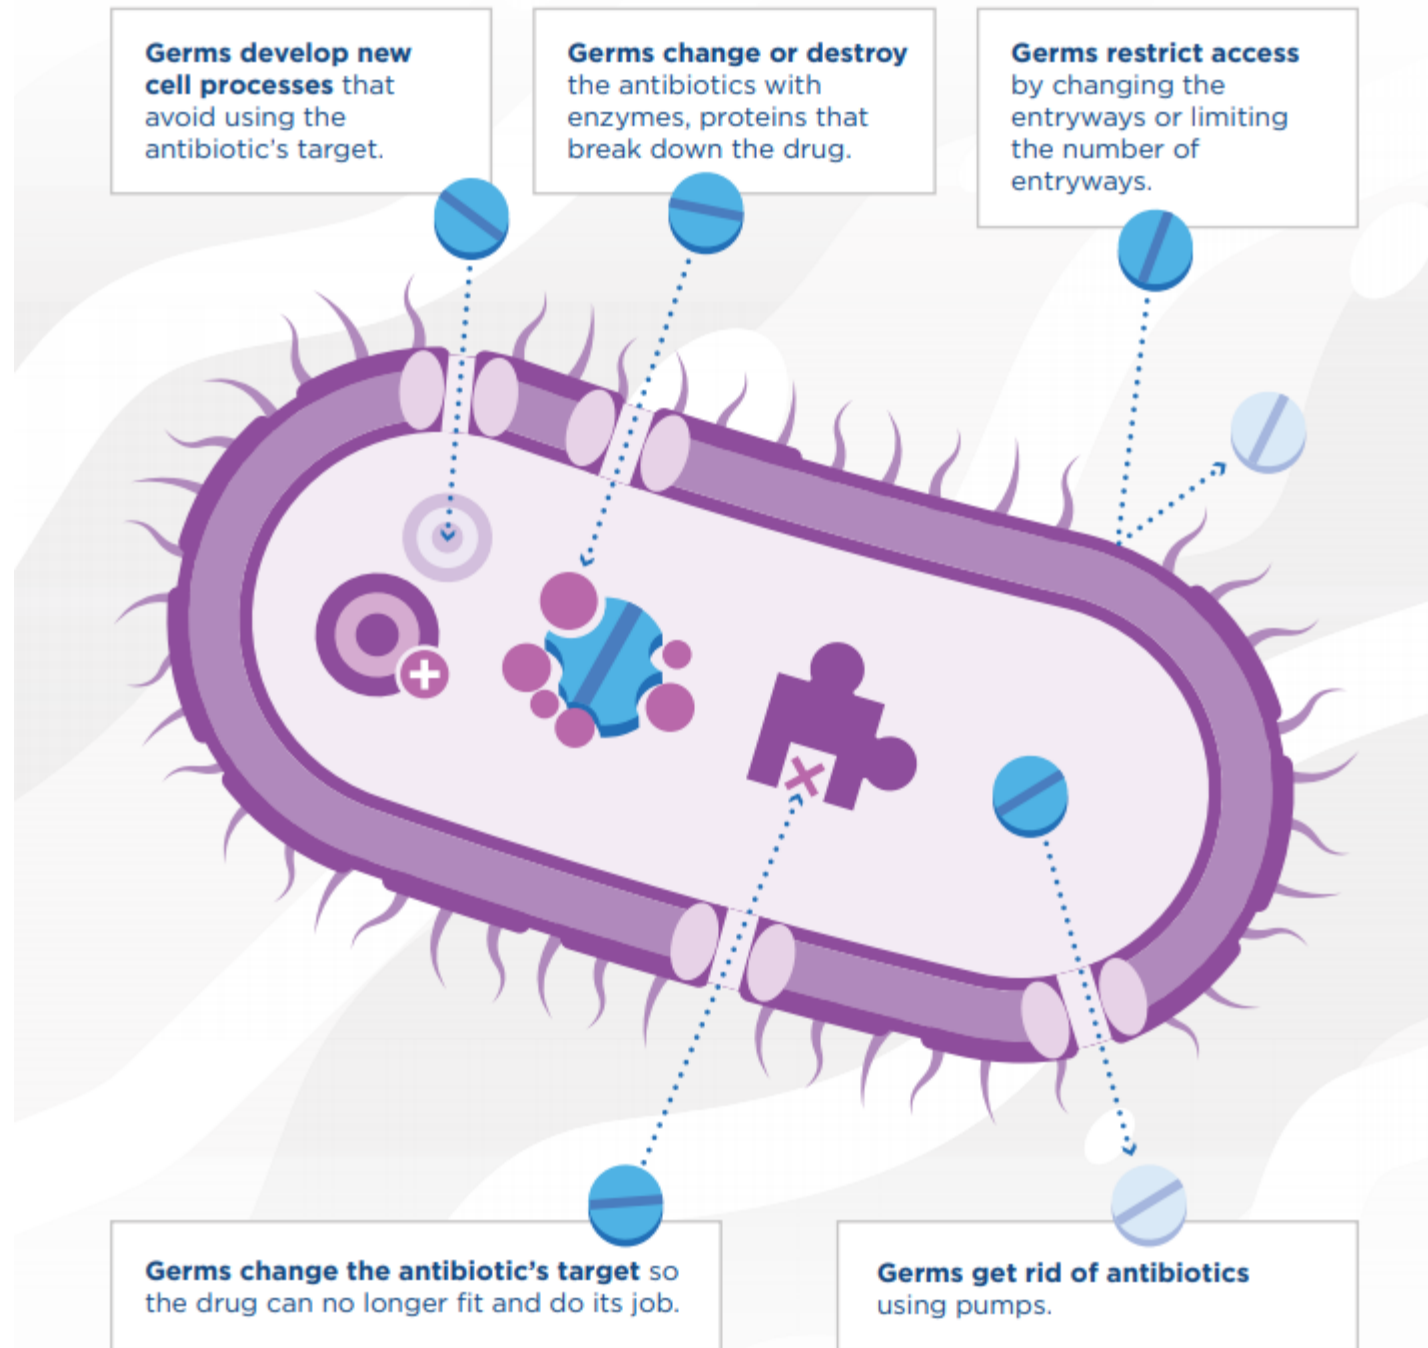 Germs develop new
cell processes that
avoid using the
antibiotic's target.
Germs change or destroy
the antibiotics with
enzymes, proteins that
break down the drug.
Germs restrict access
by changing the
entryways or limiting
the number of
entryways.
Germs change the antibiotic's target so
the drug can no longer fit and do its job.
Germs get rid of antibiotics
using pumps.